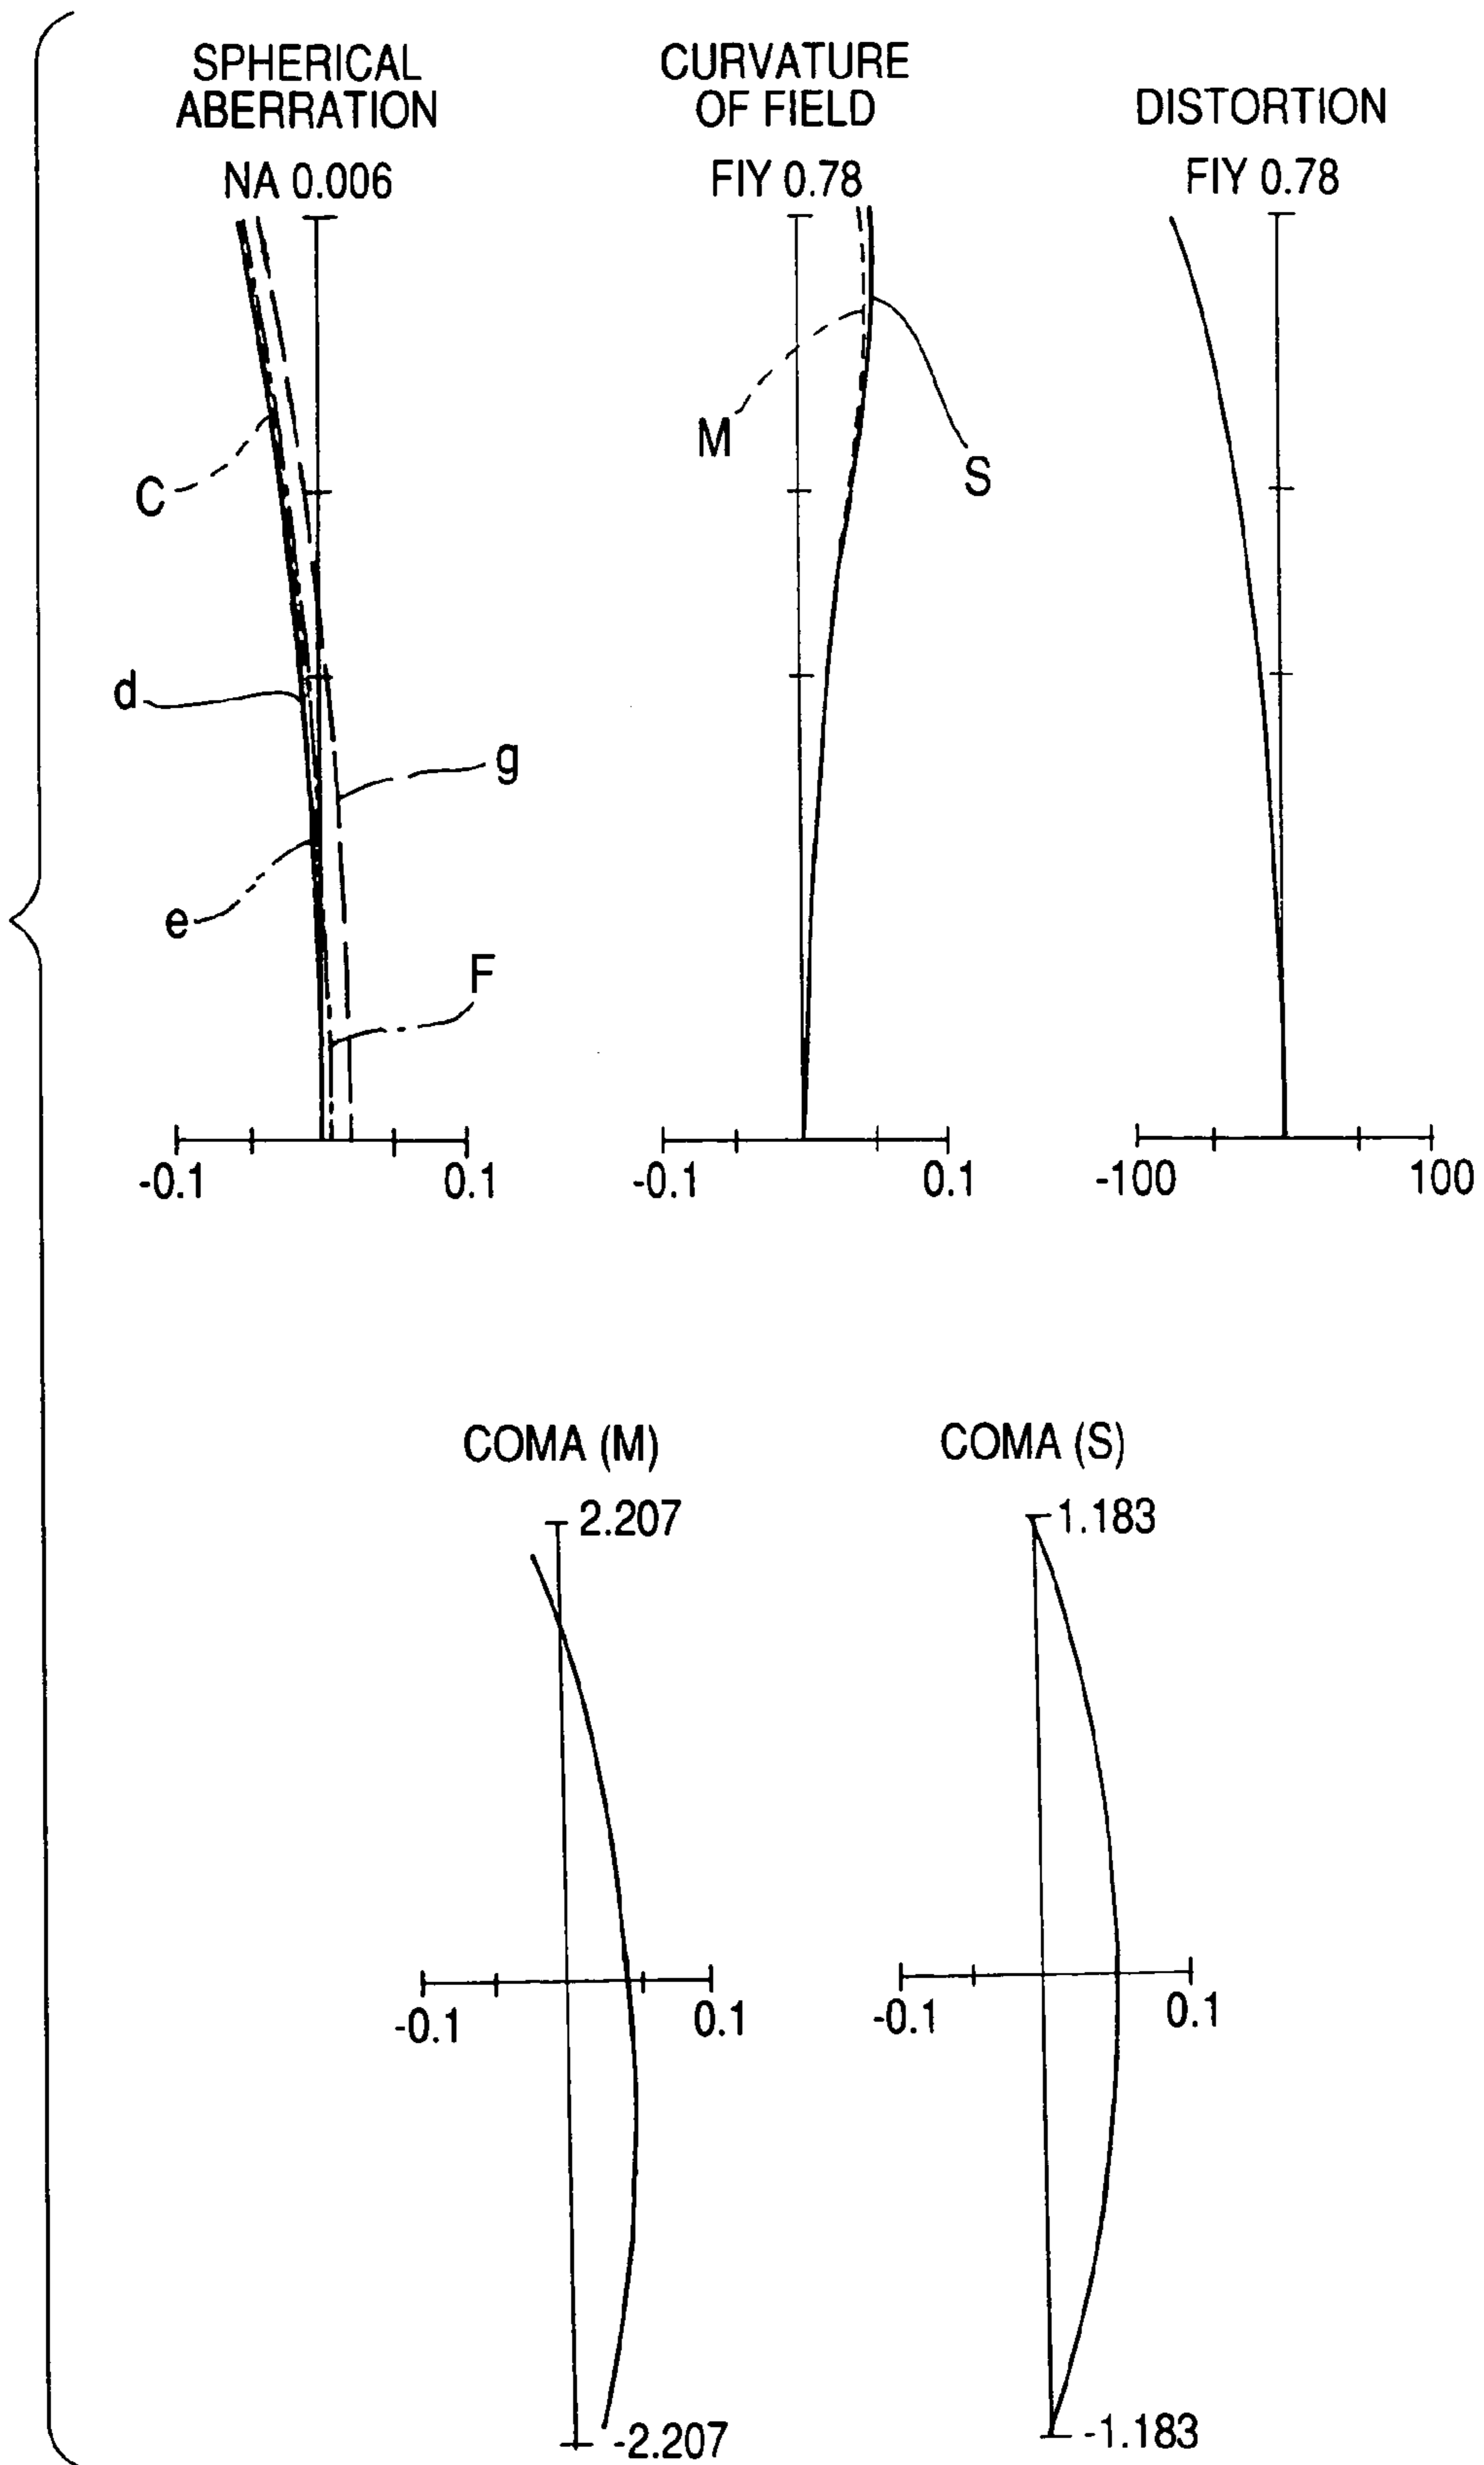 SPHERICAL
ABERRATION
NA 0.006
CURVATURE
OF FIELD
FIY 0.78
DISTORTION
FIY 0.78
C
d
e
g
F
M
S
-0.1
0.1
-0.1
0.1
-100
100
COMA (M)
2.207
-0.1
0.1
-2.207
COMA (S)
1.183
-0.1
0.1
-1.183